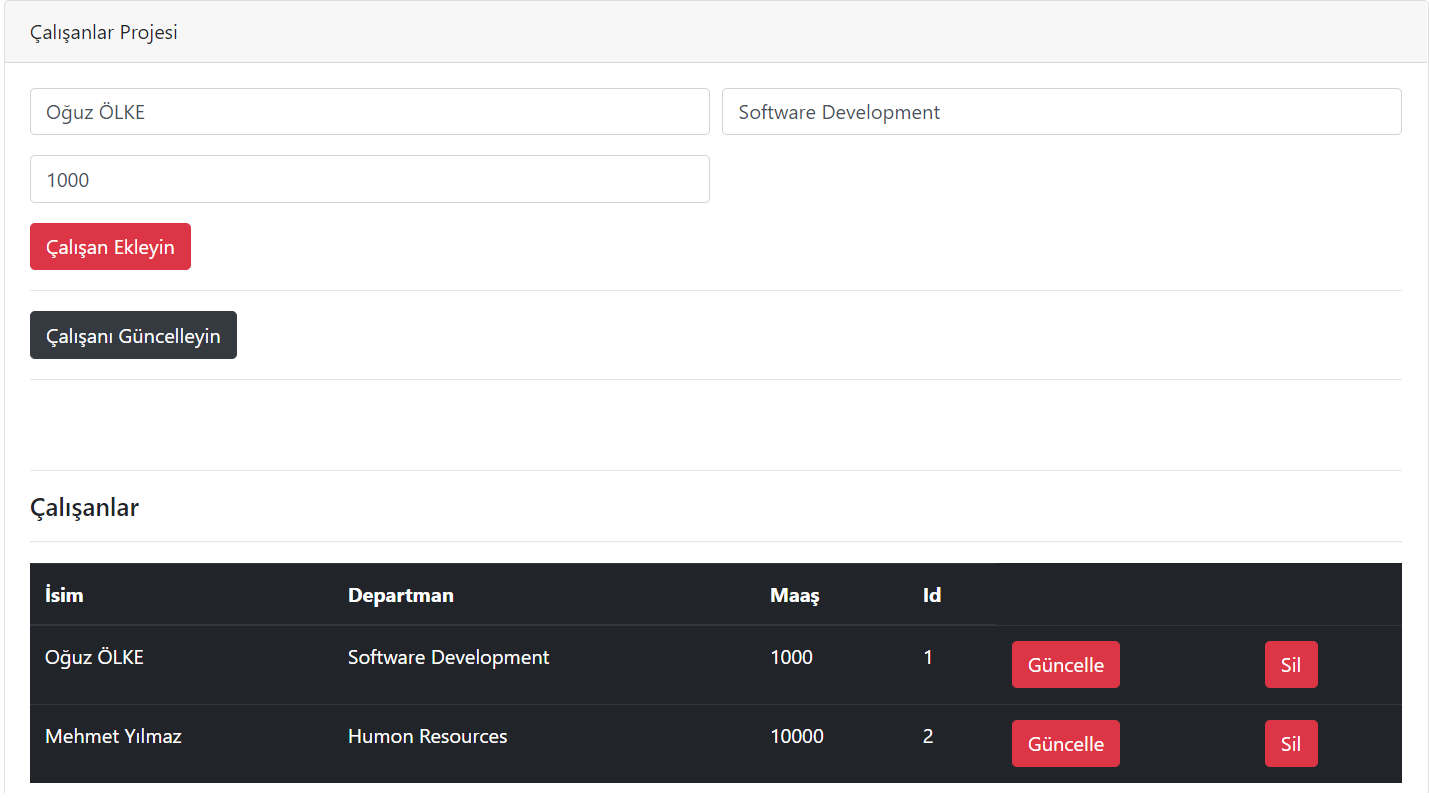 Çalışanlar Projesi
Oğuz ÖLKE Software Development
1000
Çalışan Ekleyin
Çalışanı Güncelleyin
Çalışanlar
İsim Departman Maaş Id
Oğuz ÖLKE Software Development 1000 1 Güncelle Sil
Mehmet Yılmaz Humon Resources 10000 2 Güncelle Sil